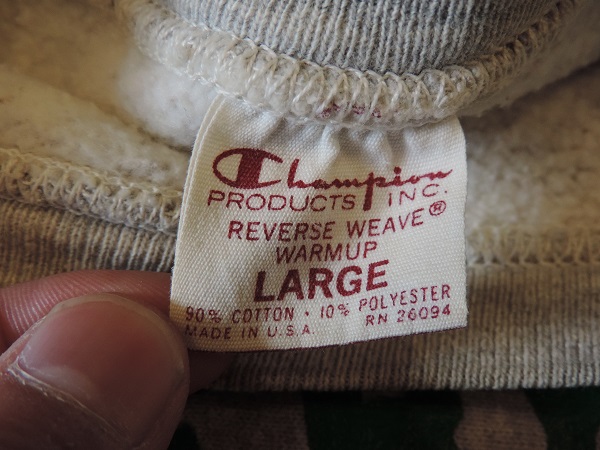 Champion
PRODUCTS INC.
REVERSE WEAVE®
WARMUP
LARGE
90% COTTON · 10% POLYESTER
MADE IN U.S.A. RN 26094